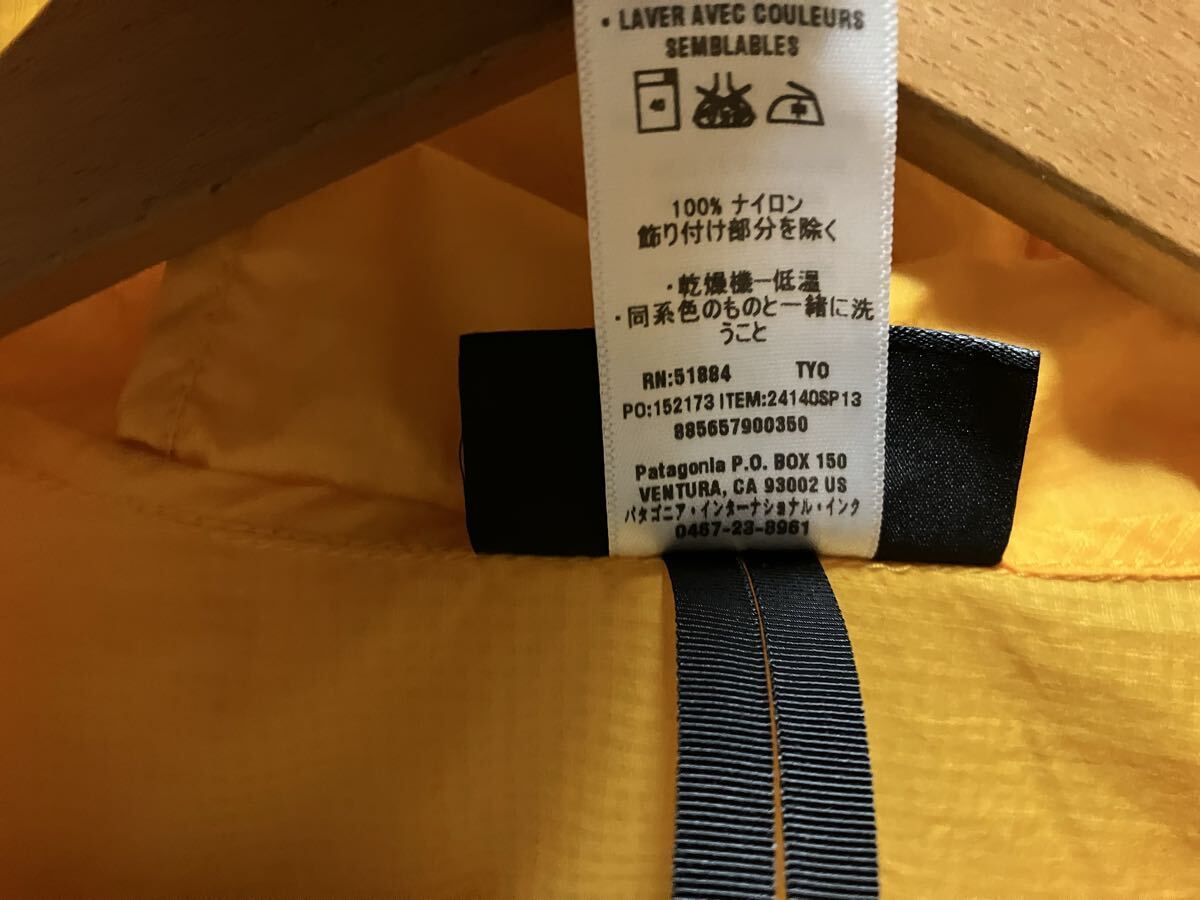 • LAVER AVEC COULEURS
SEMBLABLES
40 中
100% ナイロン
飾り付け部分を除く
・乾燥機ー低温
・同系色のものと一緒に洗
うこと
RN:51884 TYO
PO:152173 ITEM:24140SP13
885657900350
Patagonia P.O. BOX 150
VENTURA, CA 93002 US
パタゴニア・インターナショナル・インク
0467-23-8961